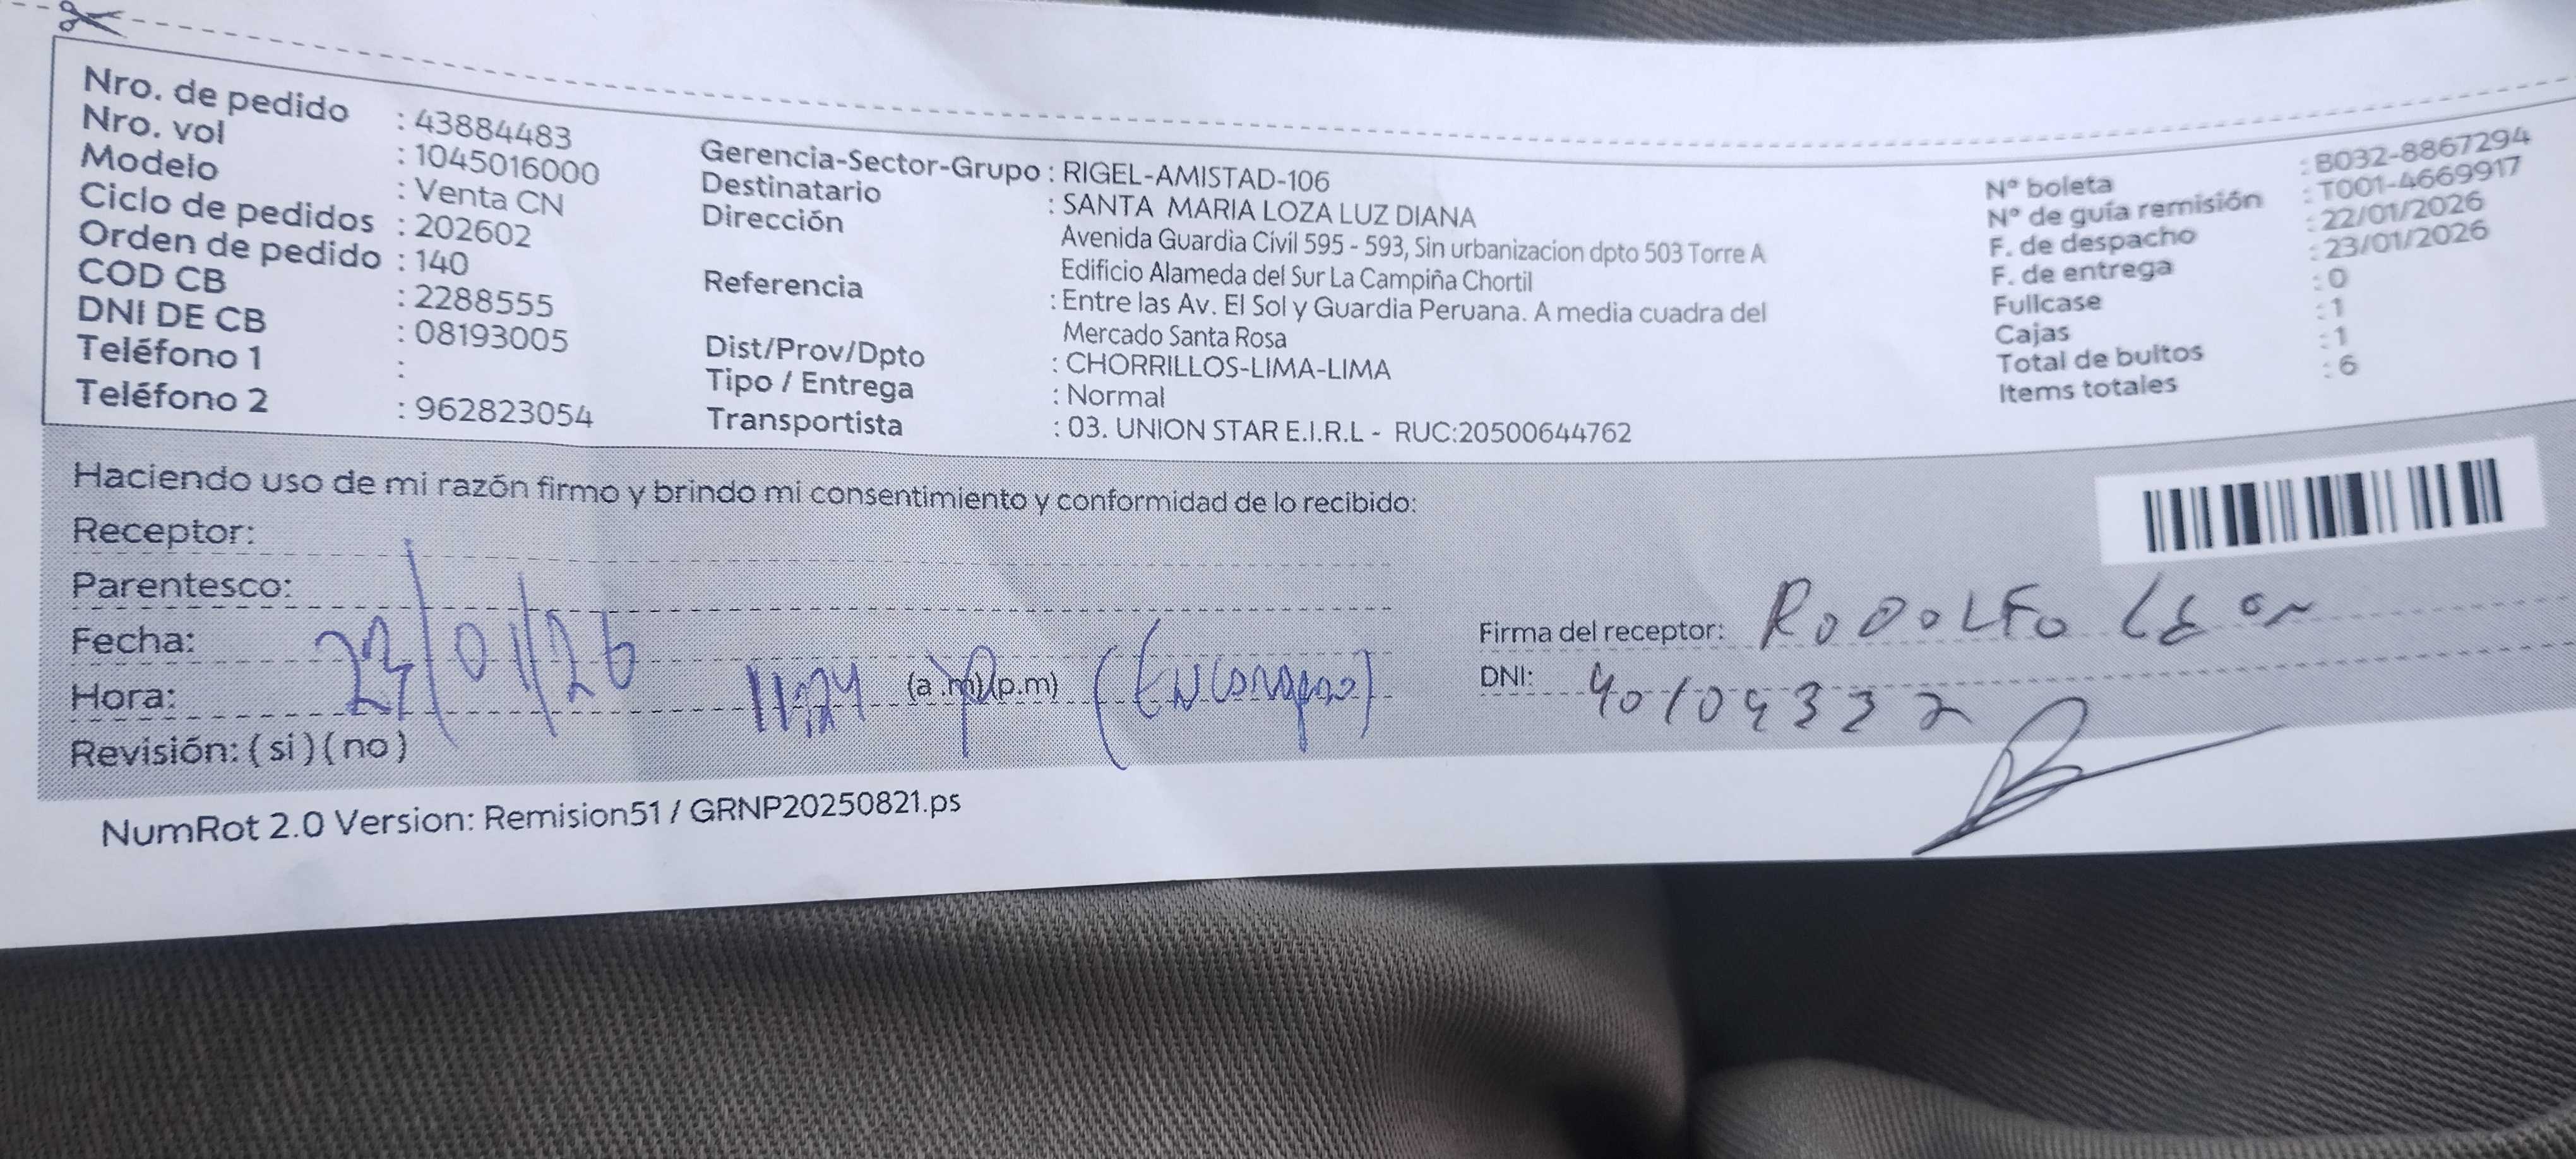 Nro. de pedido : 43884483
Nro. vol : 1045016000
Modelo : Venta CN
Ciclo de pedidos : 202602
Orden de pedido : 140
COD CB : 2288555
DNI DE CB : 08193005
Teléfono 1 :
Teléfono 2 : 962823054
Gerencia-Sector-Grupo : RIGEL-AMISTAD-106
Destinatario : SANTA MARIA LOZA LUZ DIANA
Dirección Avenida Guardia Civil 595 - 593, Sin urbanizacion dpto 503 Torre A
Edificio Alameda del Sur La Campiña Chortil
Referencia : Entre las Av. El Sol y Guardia Peruana. A media cuadra del
Mercado Santa Rosa
Dist/Prov/Dpto : CHORRILLOS-LIMA-LIMA
Tipo / Entrega : Normal
Transportista : 03. UNION STAR E.I.R.L - RUC:20500644762
N° boleta : B032-8867294
N° de guía remisión : T001-4669917
F. de despacho : 22/01/2026
F. de entrega : 23/01/2026
Fullcase : 0
Cajas : 1
Total de bultos : 1
Items totales : 6
Haciendo uso de mi razón firmo y brindo mi consentimiento y conformidad de lo recibido:
Receptor:
Parentesco:
Fecha: /01/26
Hora: 11:24 (a.m)(p.m) (Encargado)
Revisión: ( si ) ( no )
Firma del receptor: RODOLFO LEON
DNI: 40104332
NumRot 2.0 Version: Remision51 / GRNP20250821.ps